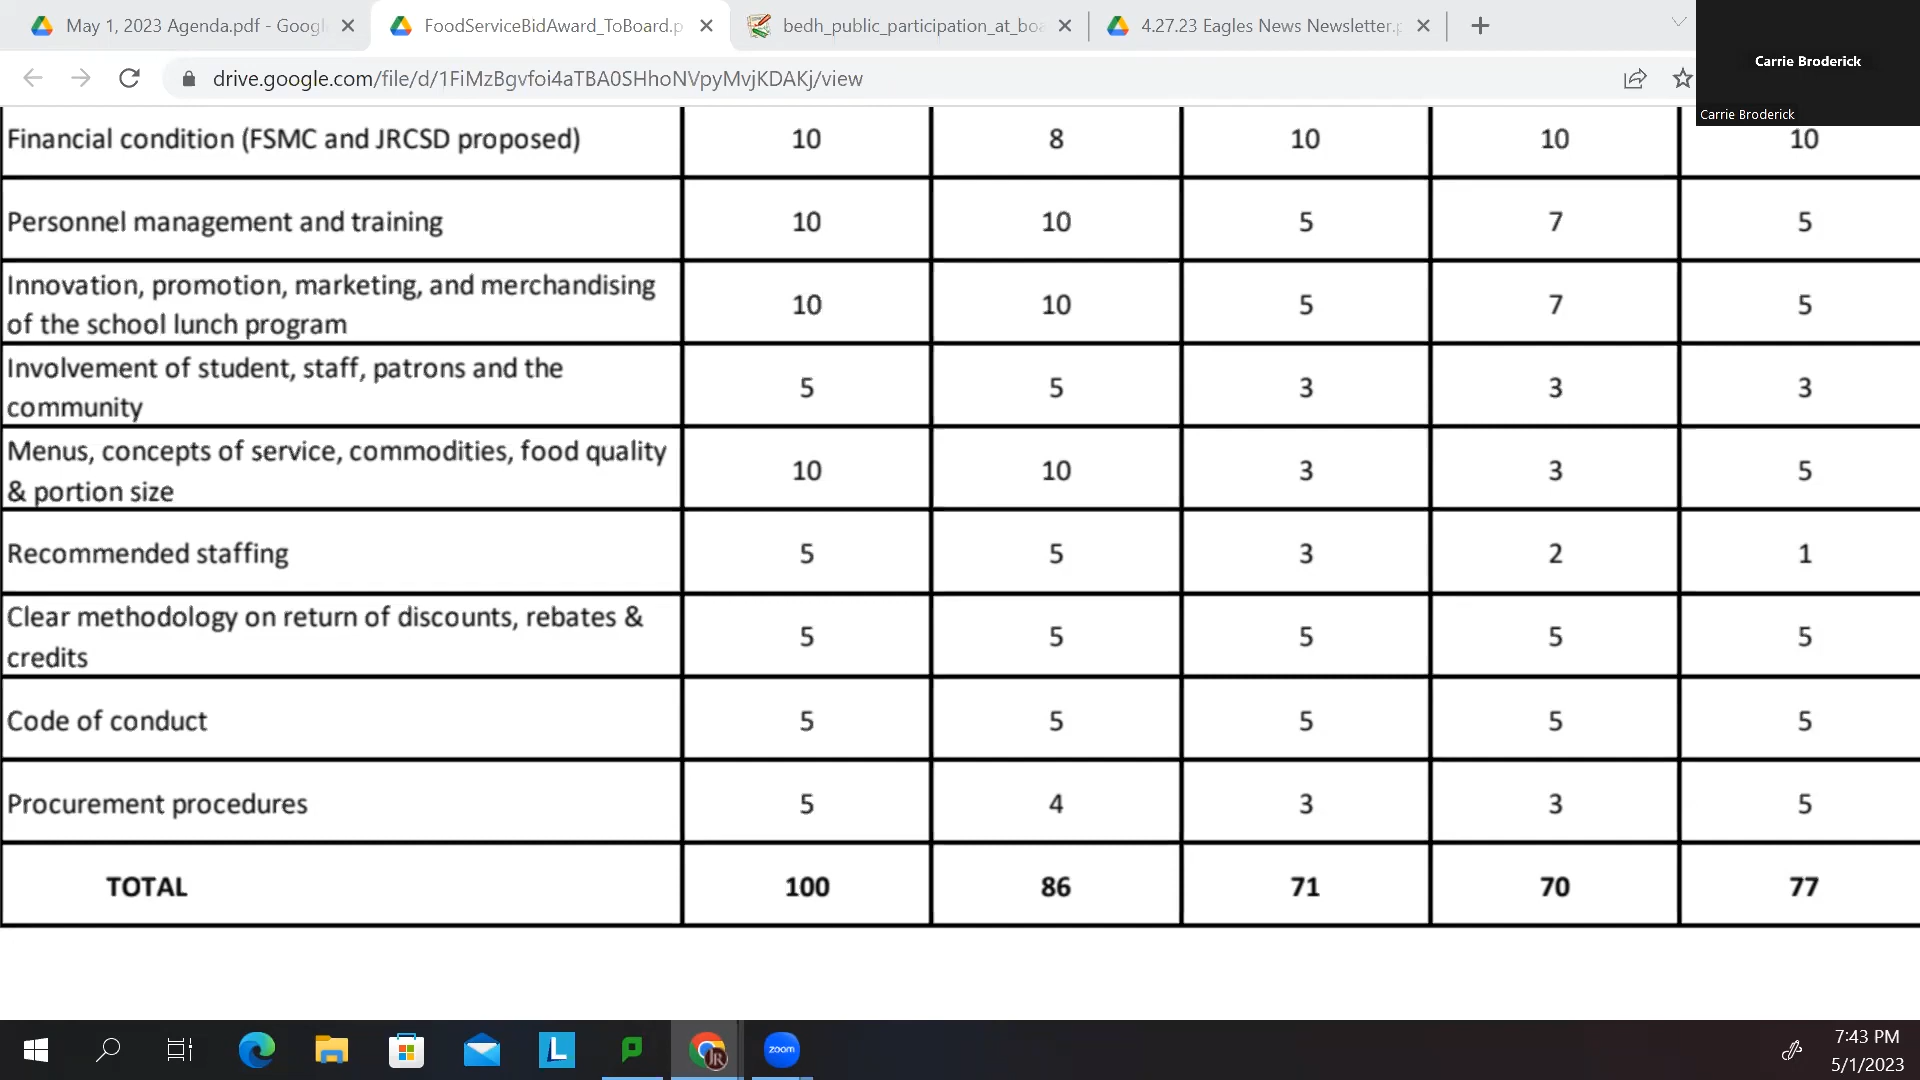 May 1, 2023 Agenda.pdf - Googl
FoodServiceBidAward_ToBoard.p
bedh_public_participation_at_boa
4.27.23 Eagles News Newsletter.p
Carrie Broderick
drive.google.com/file/d/1FiMzBgvfoi4aTBA0SHhoNVpyMvjKDAKj/view
Carrie Broderick
Financial condition (FSMC and JRCSD proposed) 10 8 10 10 10
Personnel management and training 10 10 5 7 5
Innovation, promotion, marketing, and merchandising
of the school lunch program 10 10 5 7 5
Involvement of student, staff, patrons and the
community 5 5 3 3 3
Menus, concepts of service, commodities, food quality
& portion size 10 10 3 3 5
Recommended staffing 5 5 3 2 1
Clear methodology on return of discounts, rebates &
credits 5 5 5 5 5
Code of conduct 5 5 5 5 5
Procurement procedures 5 4 3 3 5
TOTAL 100 86 71 70 77
L
JR
zoom
7:43 PM
5/1/2023